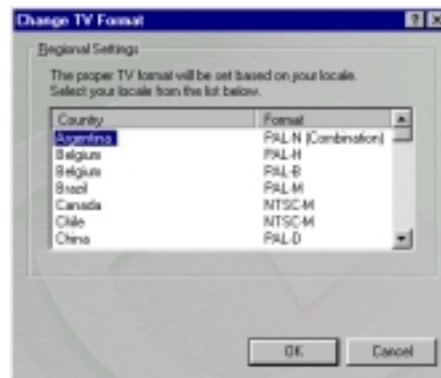 Change TV Format
Regional Settings
The proper TV format will be set based on your locale.
Select your locale from the list below.
Country Format
Argentina PAL-N (Combination)
Belgium PAL-H
Belgium PAL-B
Brazil PAL-M
Canada NTSC-M
Chile NTSC-M
China PAL-D
OK Cancel